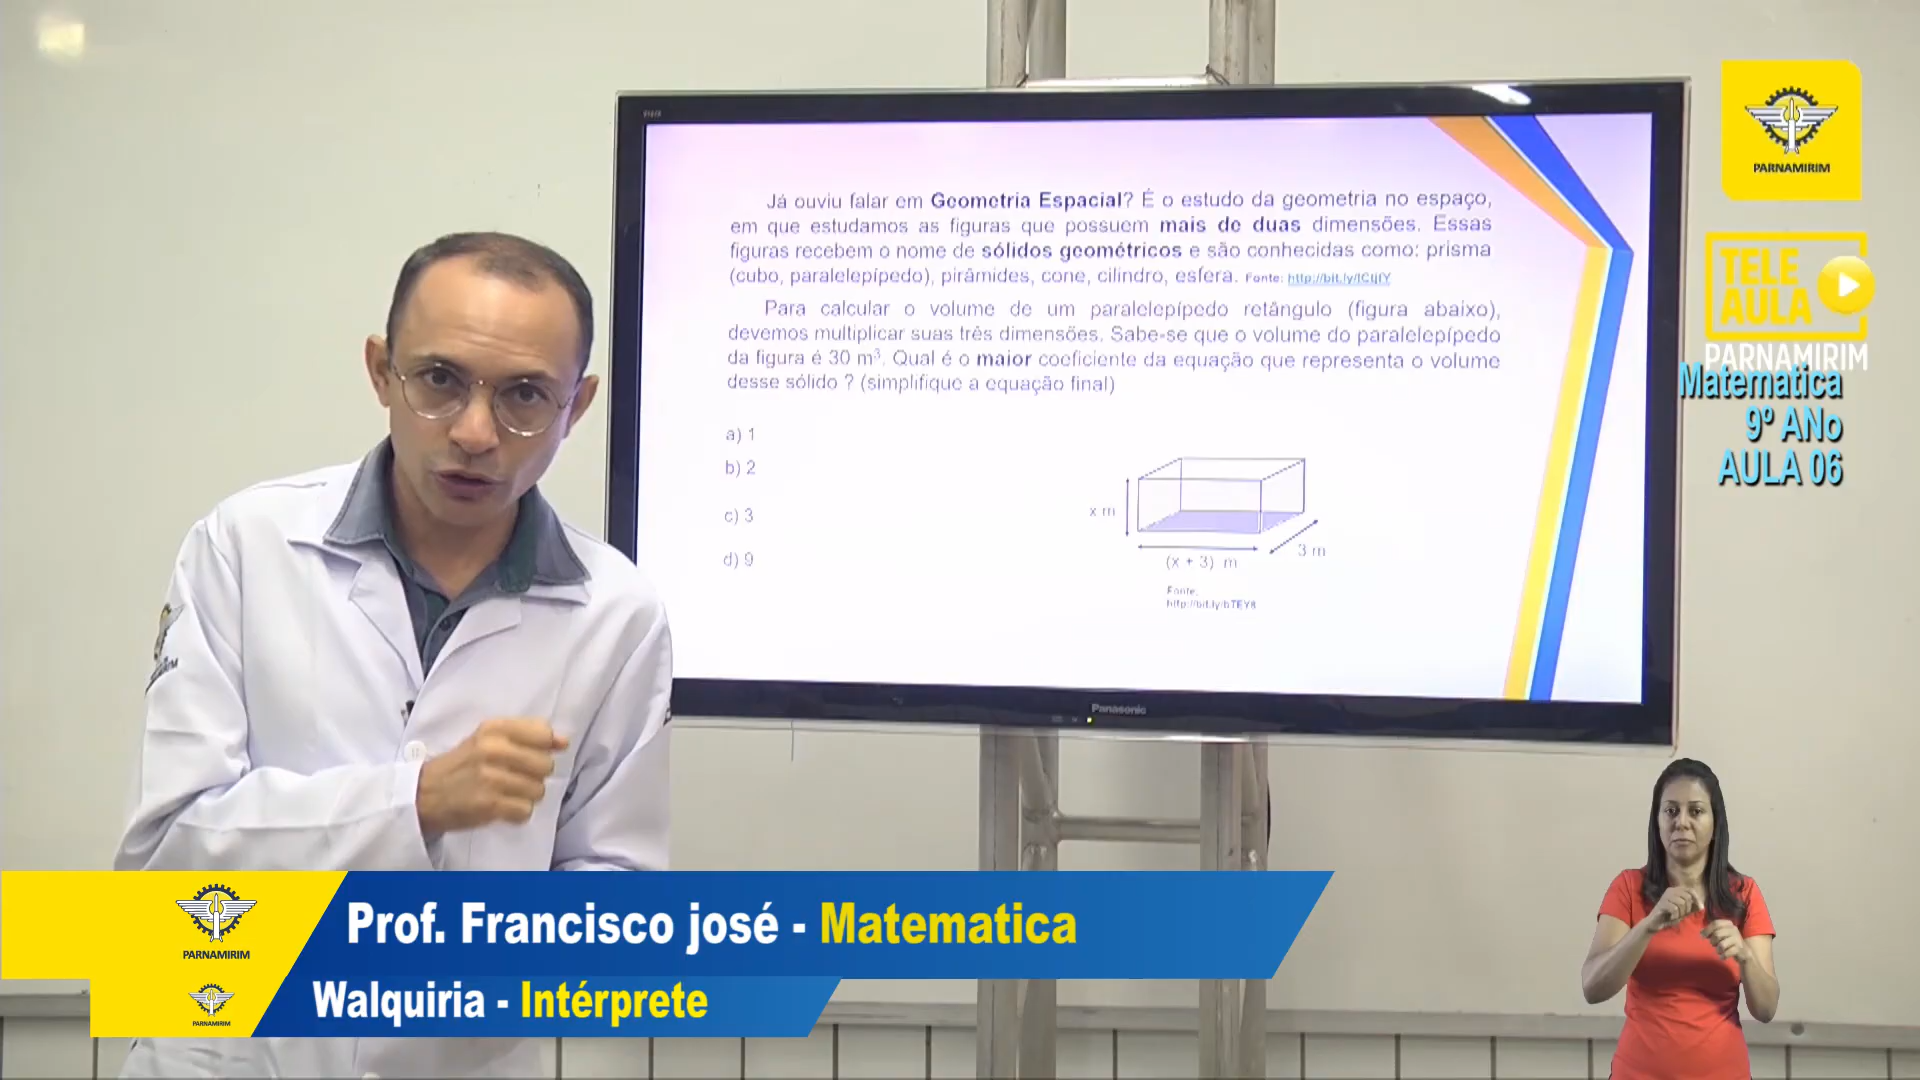 Já ouviu falar em Geometria Espacial? É o estudo da geometria no espaço,
em que estudamos as figuras que possuem mais de duas dimensões. Essas
figuras recebem o nome de sólidos geométricos e são conhecidas como: prisma
(cubo, paralelepípedo), pirâmides, cone, cilindro, esfera. Fonte:
Para calcular o volume de um paralelepípedo retângulo (figura abaixo),
devemos multiplicar suas três dimensões. Sabe-se que o volume do paralelepípedo
da figura é 30 m³. Qual é o maior coeficiente da equação que representa o volume
desse sólido ? (simplifique a equação final)
a) 1
b) 2
c) 3
d) 9
x m
(x + 3) m
3 m
Fonte:
Panasonic
PARNAMIRIM
TELE
AULA
PARNAMIRIM
Matematica
9º ANo
AULA 06
PARNAMIRIM
Prof. Francisco josé - Matematica
PARNAMIRIM
Walquiria - Intérprete